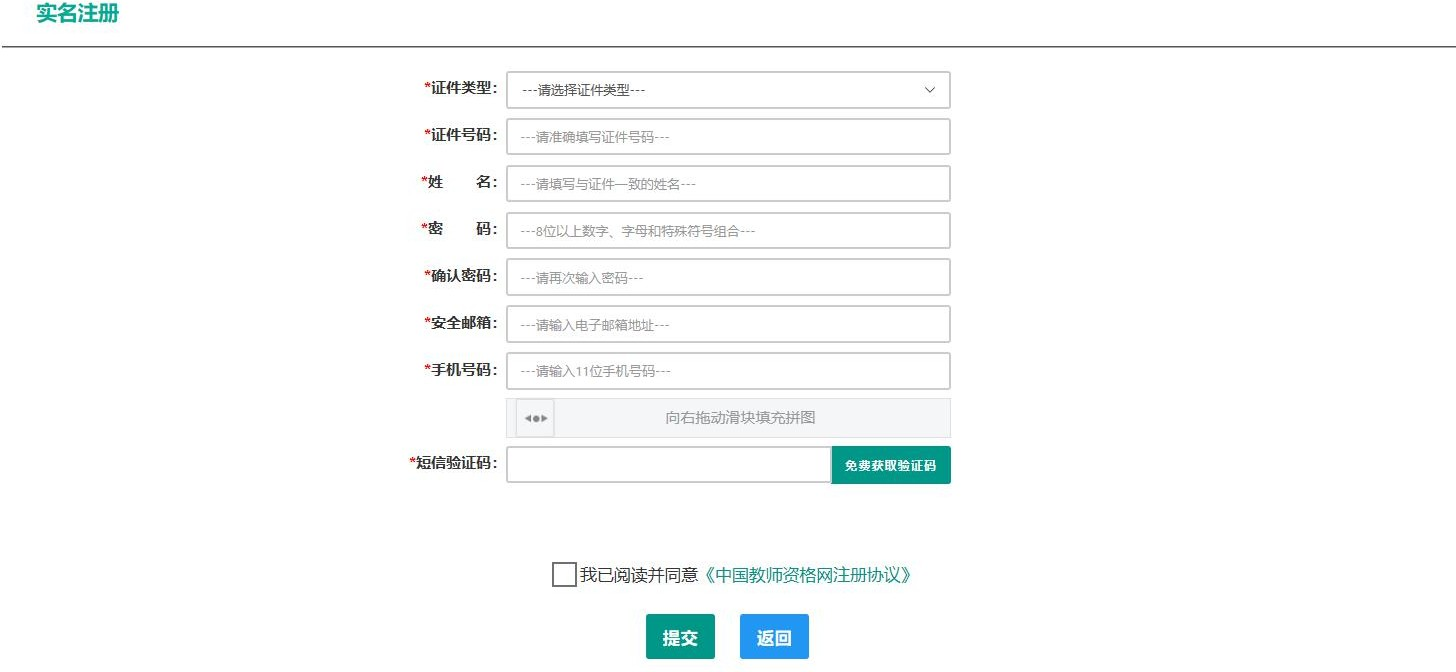 实名注册
*证件类型： ---请选择证件类型---
*证件号码： ---请准确填写证件号码---
*姓 名： ---请填写与证件一致的姓名---
*密 码： ---8位以上数字、字母和特殊符号组合---
*确认密码： ---请再次输入密码---
*安全邮箱： ---请输入电子邮箱地址---
*手机号码： ---请输入11位手机号码---
向右拖动滑块填充拼图
*短信验证码： 免费获取验证码
我已阅读并同意《中国教师资格网注册协议》
提交 返回